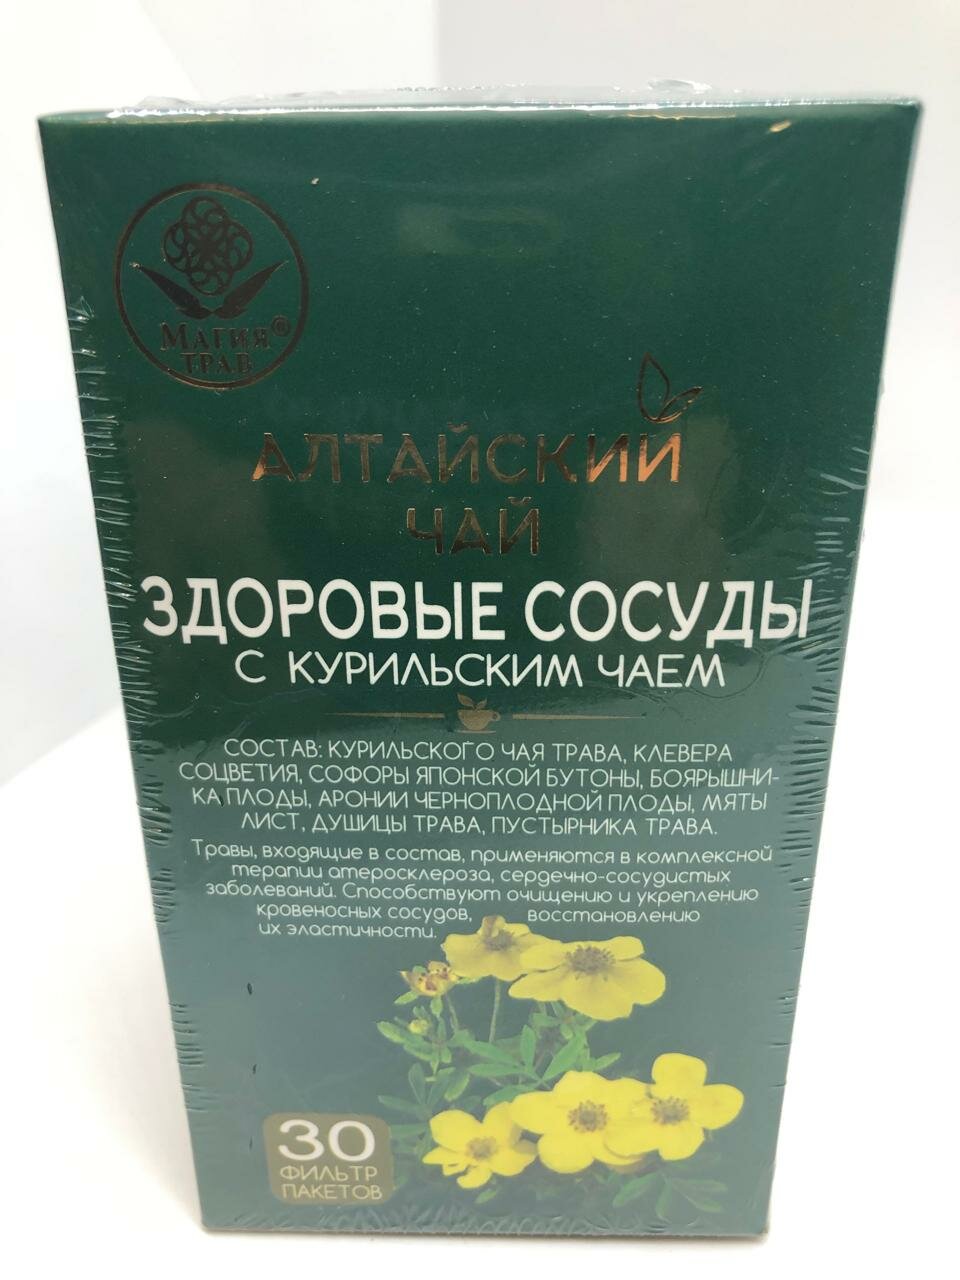 МАГИЯ®
ТРАВ
АЛТАЙСКИЙ
ЧАЙ
ЗДОРОВЫЕ СОСУДЫ
С КУРИЛЬСКИМ ЧАЕМ
СОСТАВ: КУРИЛЬСКОГО ЧАЯ ТРАВА, КЛЕВЕРА
СОЦВЕТИЯ, СОФОРЫ ЯПОНСКОЙ БУТОНЫ, БОЯРЫШНИ-
КА ПЛОДЫ, АРОНИИ ЧЕРНОПЛОДНОЙ ПЛОДЫ, МЯТЫ
ЛИСТ, ДУШИЦЫ ТРАВА, ПУСТЫРНИКА ТРАВА.
Травы, входящие в состав, применяются в комплексной
терапии атеросклероза, сердечно-сосудистых
заболеваний. Способствуют очищению и укреплению
кровеносных сосудов, восстановлению
их эластичности.
30
ФИЛЬТР
ПАКЕТОВ